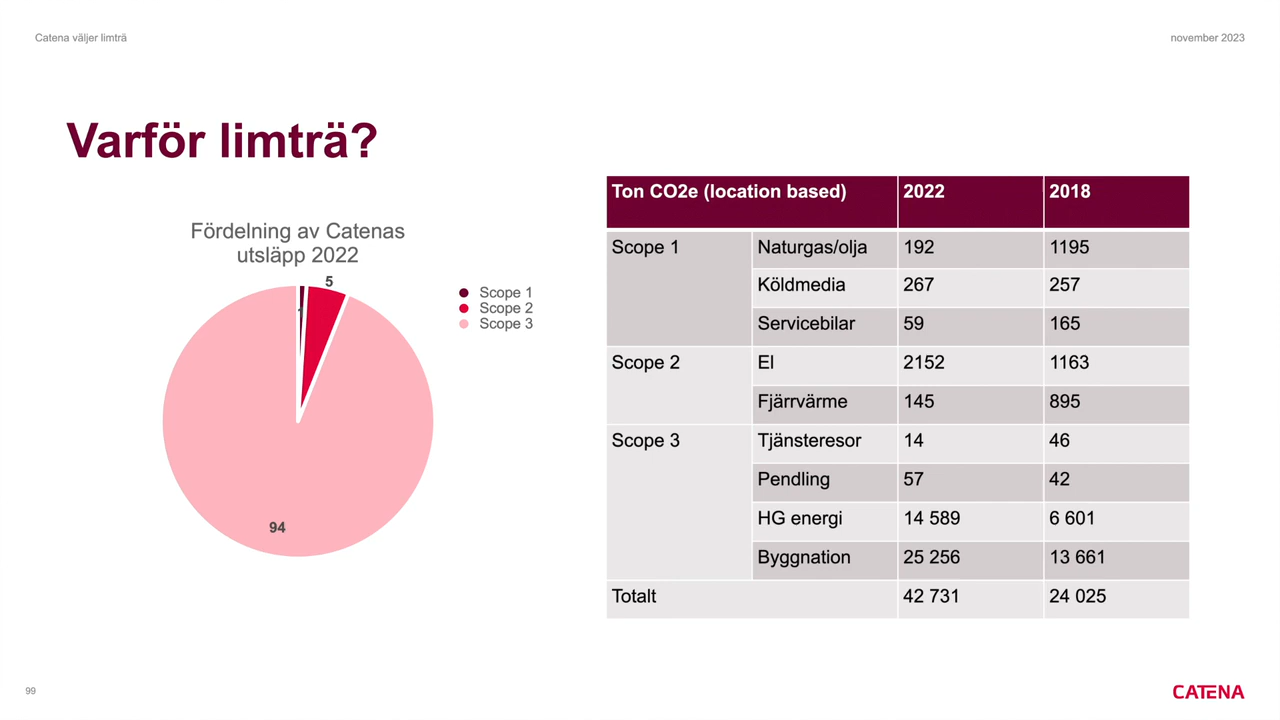 Catena väljer limträ
november 2023
Varför limträ?
Fördelning av Catenas
utsläpp 2022
5
94
Scope 1
Scope 2
Scope 3
Ton CO2e (location based) 2022 2018
Scope 1 Naturgas/olja 192 1195
Köldmedia 267 257
Servicebilar 59 165
Scope 2 El 2152 1163
Fjärrvärme 145 895
Scope 3 Tjänsteresor 14 46
Pendling 57 42
HG energi 14 589 6 601
Byggnation 25 256 13 661
Totalt 42 731 24 025
99
CATENA